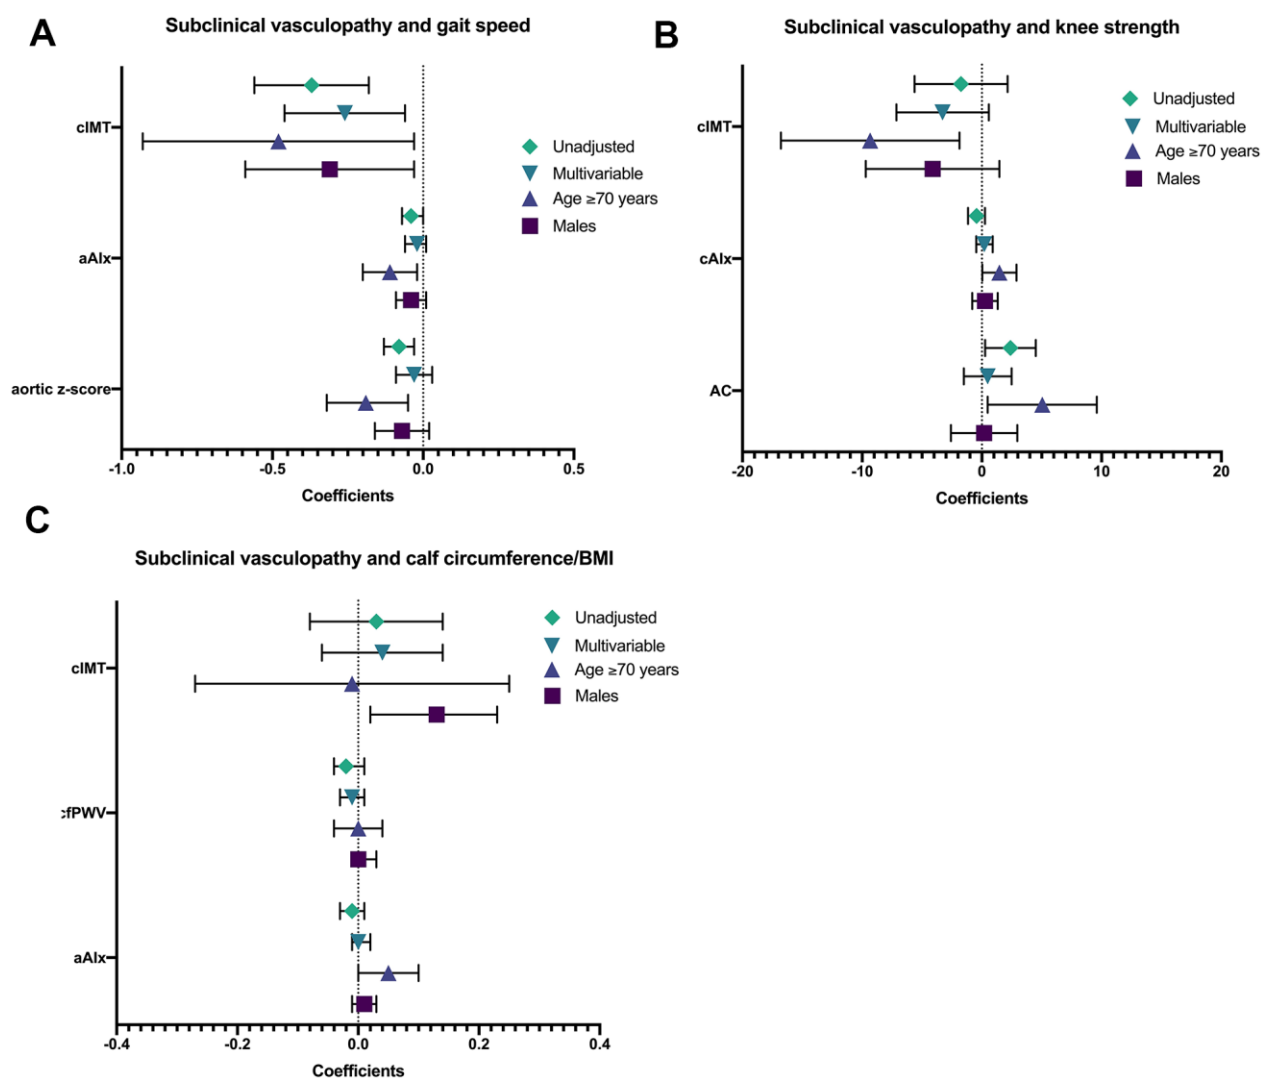 A
Subclinical vasculopathy and gait speed
cIMT
aAIx
aortic z-score
Unadjusted
Multivariable
Age ≥70 years
Males
-1.0 -0.5 0.0 0.5
Coefficients
B
Subclinical vasculopathy and knee strength
cIMT
cAIx
AC
Unadjusted
Multivariable
Age ≥70 years
Males
-20 -10 0 10 20
Coefficients
C
Subclinical vasculopathy and calf circumference/BMI
cIMT
cfPWV
aAIx
Unadjusted
Multivariable
Age ≥70 years
Males
-0.4 -0.2 0.0 0.2 0.4
Coefficients